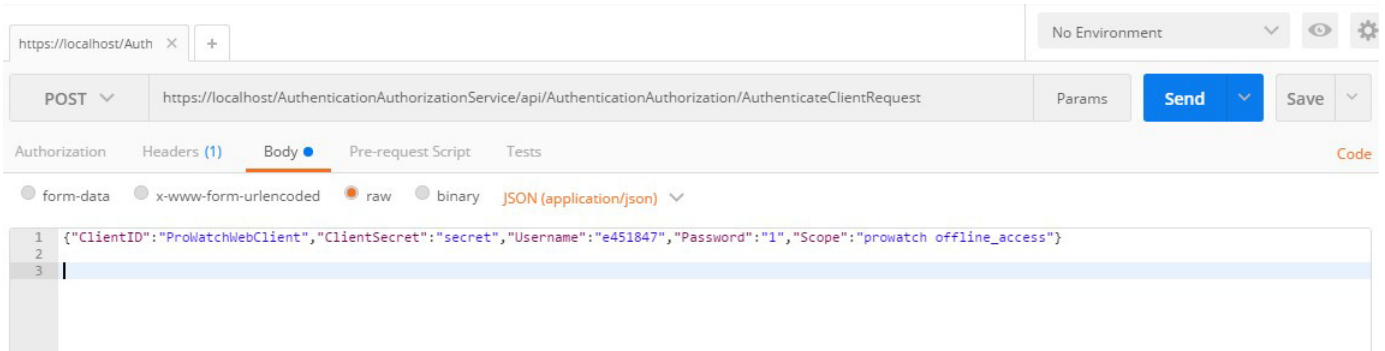 https://localhost/Auth × +
No Environment
POST https://localhost/AuthenticationAuthorizationService/api/AuthenticationAuthorization/AuthenticateClientRequest Params Send Save
Authorization Headers (1) Body Pre-request Script Tests Code
form-data x-www-form-urlencoded raw binary JSON (application/json)
1 {"ClientID":"ProWatchWebClient","ClientSecret":"secret","Username":"e451847","Password":"1","Scope":"prowatch offline_access"}
2
3